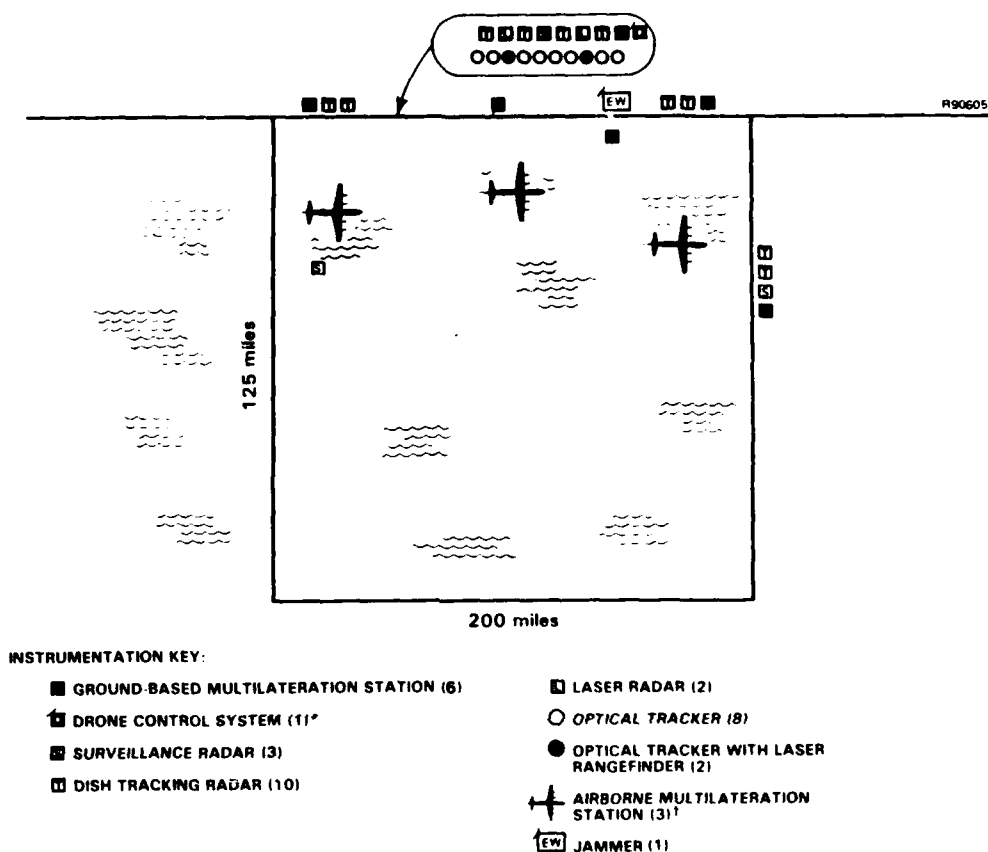 T L T S T L T
EW
R90605
S
T
T
S
125 miles
200 miles
INSTRUMENTATION KEY:
GROUND-BASED MULTILATERATION STATION (6)
DRONE CONTROL SYSTEM (1)*
S SURVEILLANCE RADAR (3)
T DISH TRACKING RADAR (10)
L LASER RADAR (2)
OPTICAL TRACKER (8)
OPTICAL TRACKER WITH LASER
RANGEFINDER (2)
AIRBORNE MULTILATERATION
STATION (3)†
EW JAMMER (1)